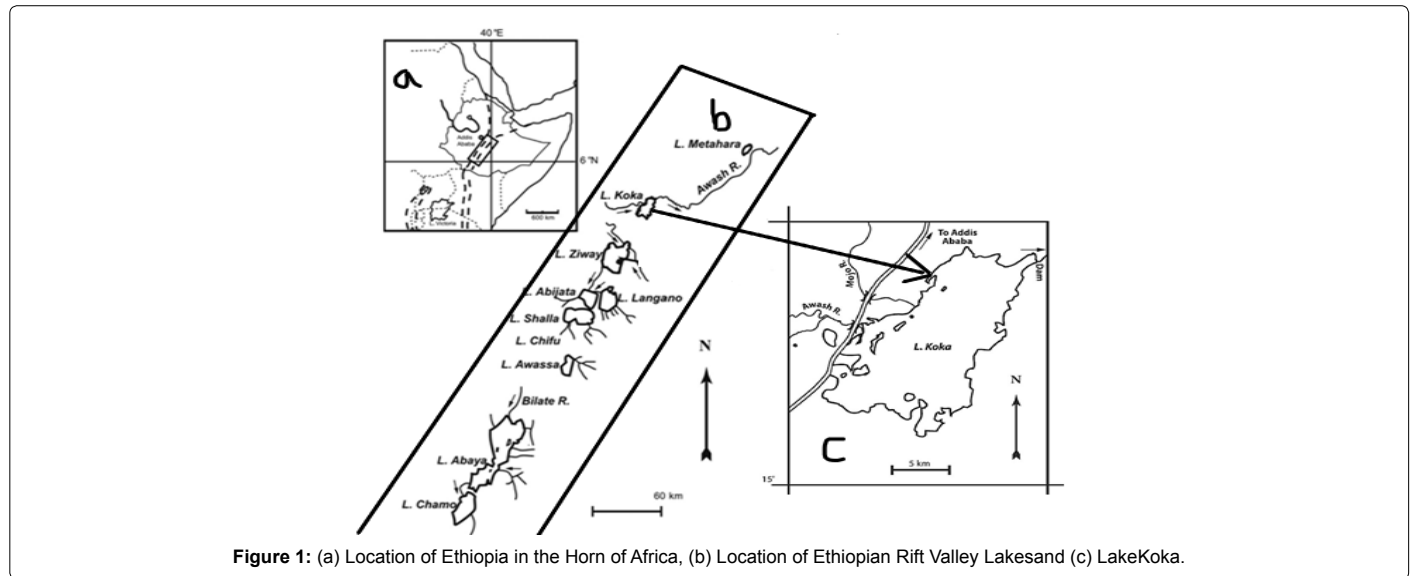 40°E
a
Addis
Ababa
6°N
L. Victoria
600 km
b
L. Metahara
Awash R.
L. Koka
L. Ziway
L. Abijata
L. Langano
L. Shalla
L. Chifu
L. Awassa
Bilate R.
L. Abaya
L. Chamo
N
60 km
To Addis
Ababa
Mojo R.
Dam
Awash R.
L. Koka
N
C
5 km
15'
Figure 1: (a) Location of Ethiopia in the Horn of Africa, (b) Location of Ethiopian Rift Valley Lakesand (c) LakeKoka.